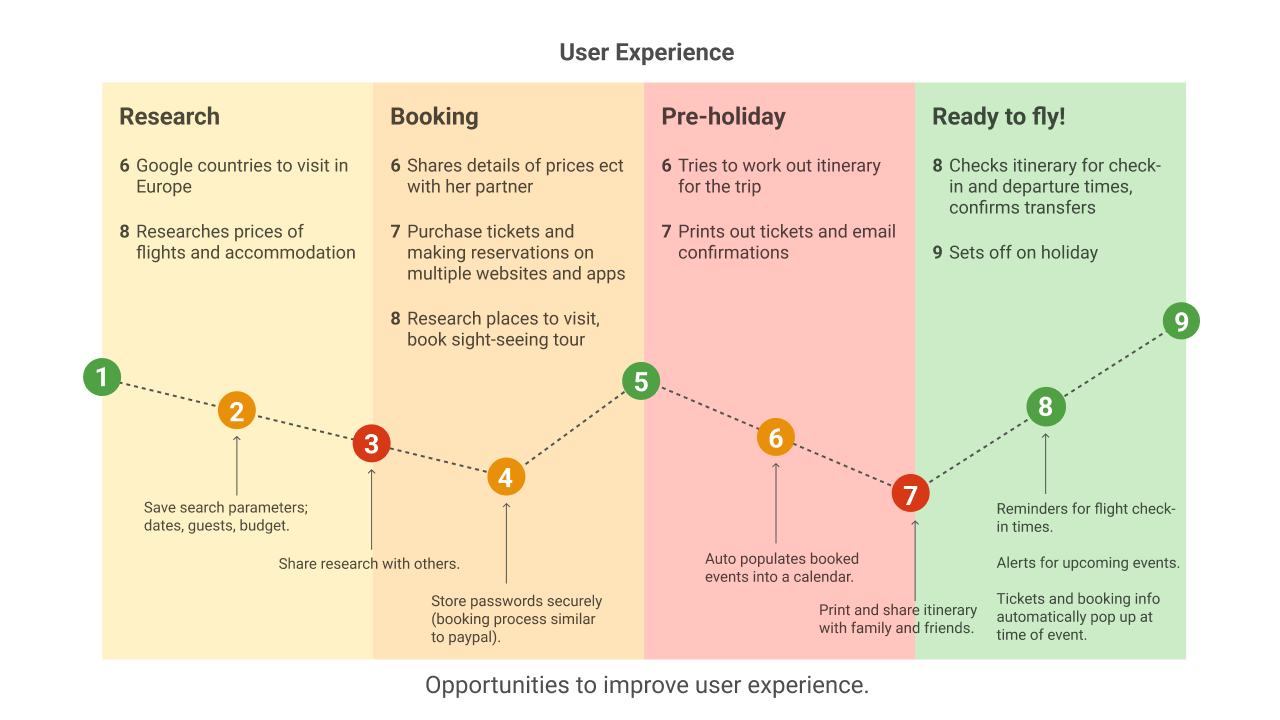 User Experience
Research
6 Google countries to visit in
Europe
8 Researches prices of
flights and accommodation
Booking
6 Shares details of prices ect
with her partner
7 Purchase tickets and
making reservations on
multiple websites and apps
8 Research places to visit,
book sight-seeing tour
Pre-holiday
6 Tries to work out itinerary
for the trip
7 Prints out tickets and email
confirmations
Ready to fly!
8 Checks itinerary for check-
in and departure times,
confirms transfers
9 Sets off on holiday
1
2
3
4
5
6
7
8
9
Save search parameters;
dates, guests, budget.
Share research with others.
Store passwords securely
(booking process similar
to paypal).
Auto populates booked
events into a calendar.
Print and share itinerary
with family and friends.
Reminders for flight check-
in times.
Alerts for upcoming events.
Tickets and booking info
automatically pop up at
time of event.
Opportunities to improve user experience.